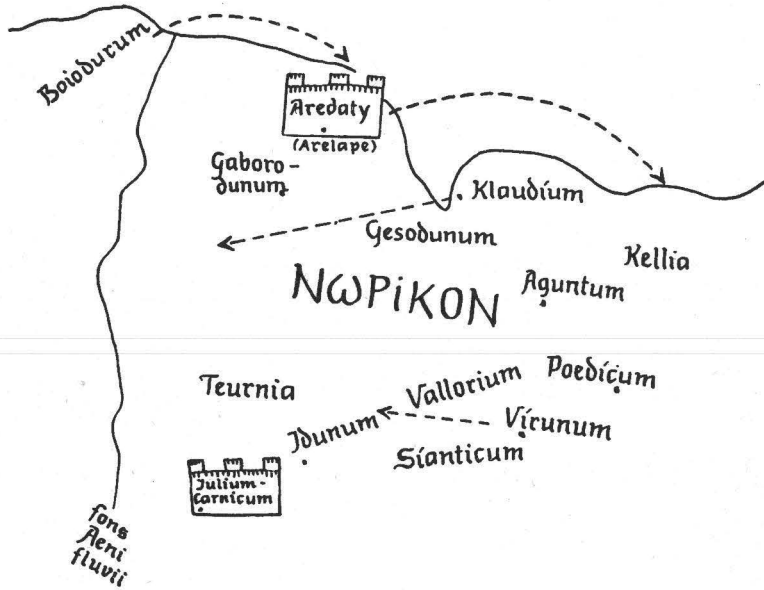 Boiodurum
Aredaty
(Arelape)
Gaboro-
dunum
Klaudium
Gesodunum
Kellia
ΝωΡiΚΟΝ
Aguntum
Teurnia
Vallorium
Poedicum
Idunum
Virunum
Sianticum
Julium-
carnicum
fons
Aeni
fluvii